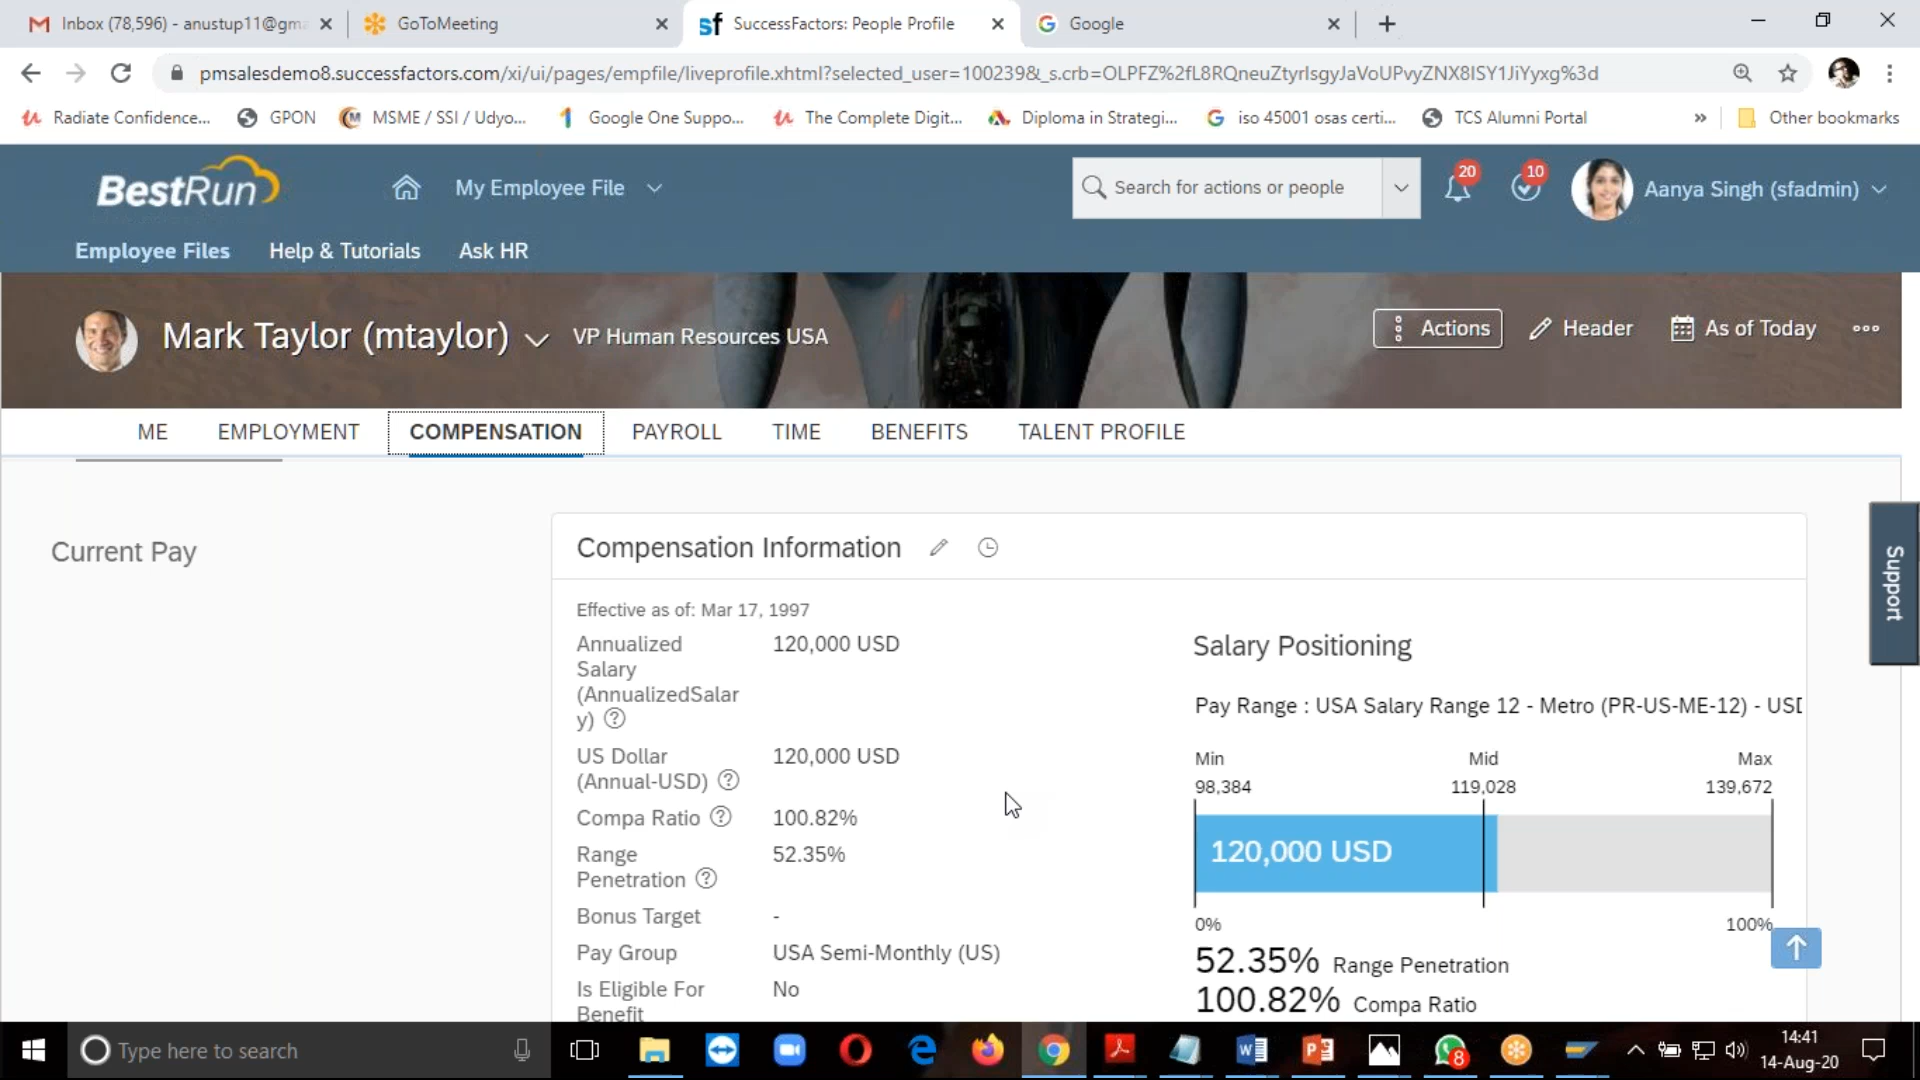 Inbox (78,596) - anustup11@gma
GoToMeeting
SuccessFactors: People Profile
Google
pmsalesdemo8.successfactors.com/xi/ui/pages/empfile/liveprofile.xhtml?selected_user=100239&_s.crb=OLPFZ%2fL8RQneuZtyrIsgyJaVoUPvyZNX8ISY1JiYyxg%3d
Radiate Confidence...
GPON
MSME / SSI / Udyo...
Google One Suppo...
The Complete Digit...
Diploma in Strategi...
iso 45001 osas certi...
TCS Alumni Portal
»
Other bookmarks
BestRun
My Employee File
Search for actions or people
20
10
Aanya Singh (sfadmin)
Employee Files
Help & Tutorials
Ask HR
Mark Taylor (mtaylor)
VP Human Resources USA
Actions
Header
As of Today
ME
EMPLOYMENT
COMPENSATION
PAYROLL
TIME
BENEFITS
TALENT PROFILE
Current Pay
Compensation Information
Support
Effective as of: Mar 17, 1997
Annualized
Salary
(AnnualizedSalar
y)
120,000 USD
US Dollar
(Annual-USD)
120,000 USD
Compa Ratio
100.82%
Range
Penetration
52.35%
Bonus Target
-
Pay Group
USA Semi-Monthly (US)
Is Eligible For
Benefit
No
Salary Positioning
Pay Range : USA Salary Range 12 - Metro (PR-US-ME-12) - USD
Min
Mid
Max
98,384
119,028
139,672
120,000 USD
0%
100%
52.35% Range Penetration
100.82% Compa Ratio
Type here to search
8
14:41
14-Aug-20